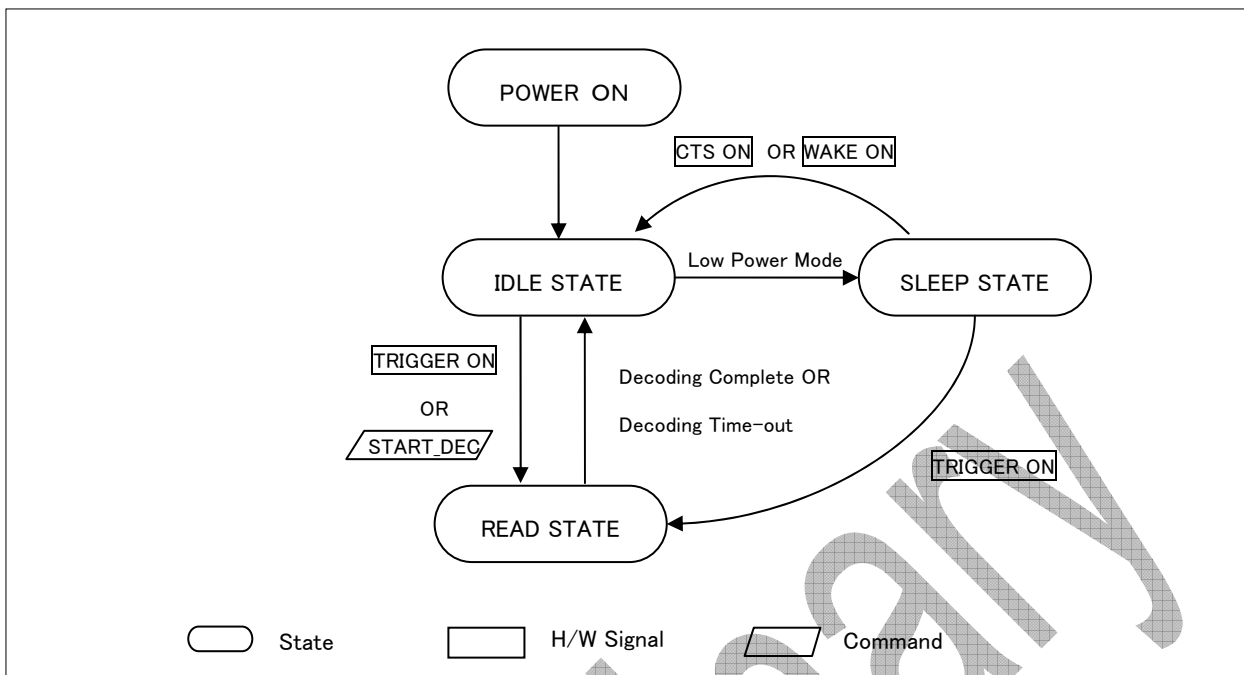 POWER ON
CTS ON OR WAKE ON
IDLE STATE
Low Power Mode
SLEEP STATE
TRIGGER ON
OR
START_DEC
Decoding Complete OR
Decoding Time-out
TRIGGER ON
READ STATE
State
H/W Signal
Command